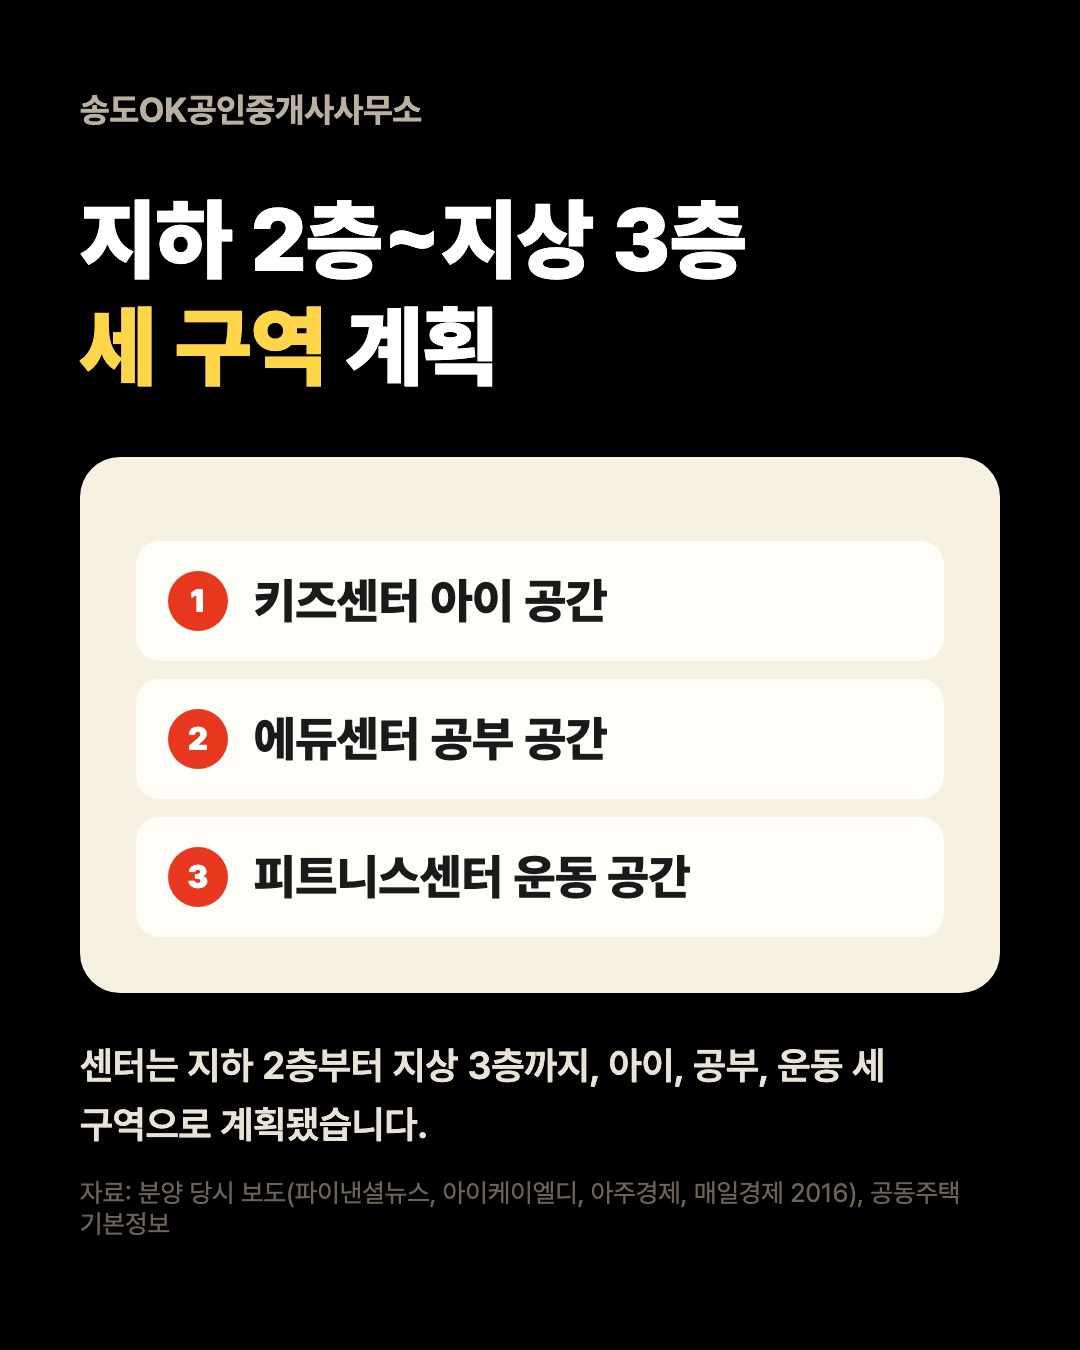 송도OK공인중개사사무소
지하 2층~지상 3층
세 구역 계획
1 키즈센터 아이 공간
2 에듀센터 공부 공간
3 피트니스센터 운동 공간
센터는 지하 2층부터 지상 3층까지, 아이, 공부, 운동 세
구역으로 계획됐습니다.
자료: 분양 당시 보도(파이낸셜뉴스, 아이케이엘디, 아주경제, 매일경제 2016), 공동주택
기본정보